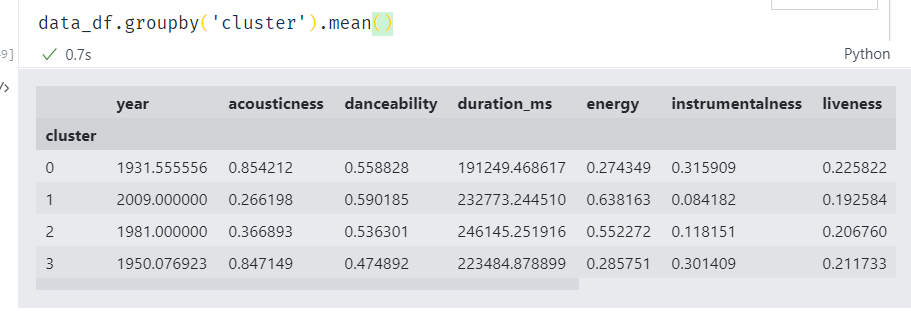 data_df.groupby('cluster').mean()
9] 0.7s Python
year acousticness danceability duration_ms energy instrumentalness liveness
cluster
0 1931.555556 0.854212 0.558828 191249.468617 0.274349 0.315909 0.225822
1 2009.000000 0.266198 0.590185 232773.244510 0.638163 0.084182 0.192584
2 1981.000000 0.366893 0.536301 246145.251916 0.552272 0.118151 0.206760
3 1950.076923 0.847149 0.474892 223484.878899 0.285751 0.301409 0.211733